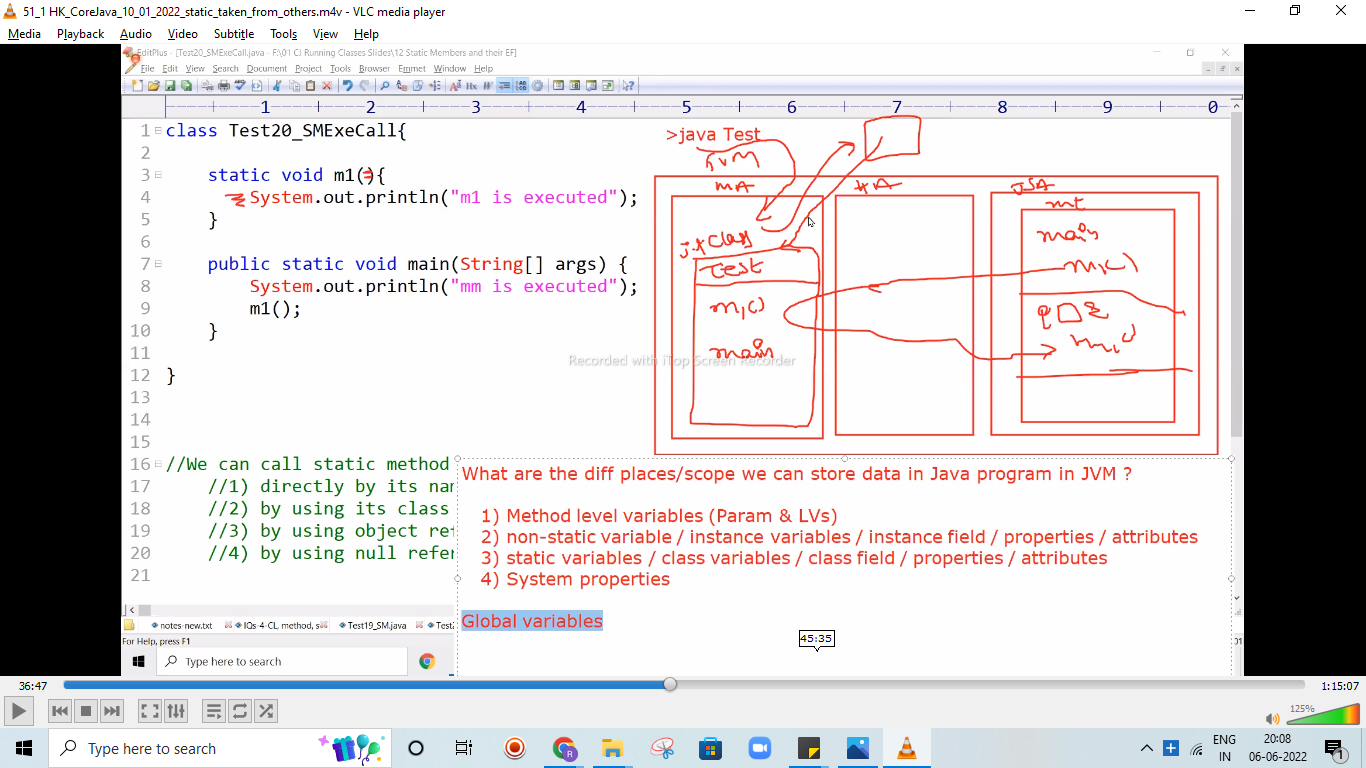 51_1 HK_CoreJava_10_01_2022_static_taken_from_others.m4v - VLC media player
Media Playback Audio Video Subtitle Tools View Help
EditPlus - [Test20_SMExeCall.java - F:\01 CJ Running Classes Slides\12 Static Members and their EF]
File Edit View Search Document Project Tools Browser Emmet Window Help
1 2 3 4 5 6 7 8 9 0
1 class Test20_SMExeCall{
2
3 static void m1(){
4 System.out.println("m1 is executed");
5 }
6
7 public static void main(String[] args) {
8 System.out.println("mm is executed");
9 m1();
10 }
11
12 }
13
14
15
16 //We can call static method
17 //1) directly by its nam
18 //2) by using its class
19 //3) by using object ref
20 //4) by using null refer
21
>java Test
JVM
MA
HA
JSA
mt
j.l.Class
Test
m1()
main
main
m1()
m1()
Recorded with iTop Screen Recorder
What are the diff places/scope we can store data in Java program in JVM ?
1) Method level variables (Param & LVs)
2) non-static variable / instance variables / instance field / properties / attributes
3) static variables / class variables / class field / properties / attributes
4) System properties
Global variables
45:35
notes-new.txt IQs-4-CL, method, s Test19_SM.java Test2
For Help, press F1
Type here to search
36:47
1:15:07
125%
Type here to search
ENG
IN
20:08
06-06-2022
1